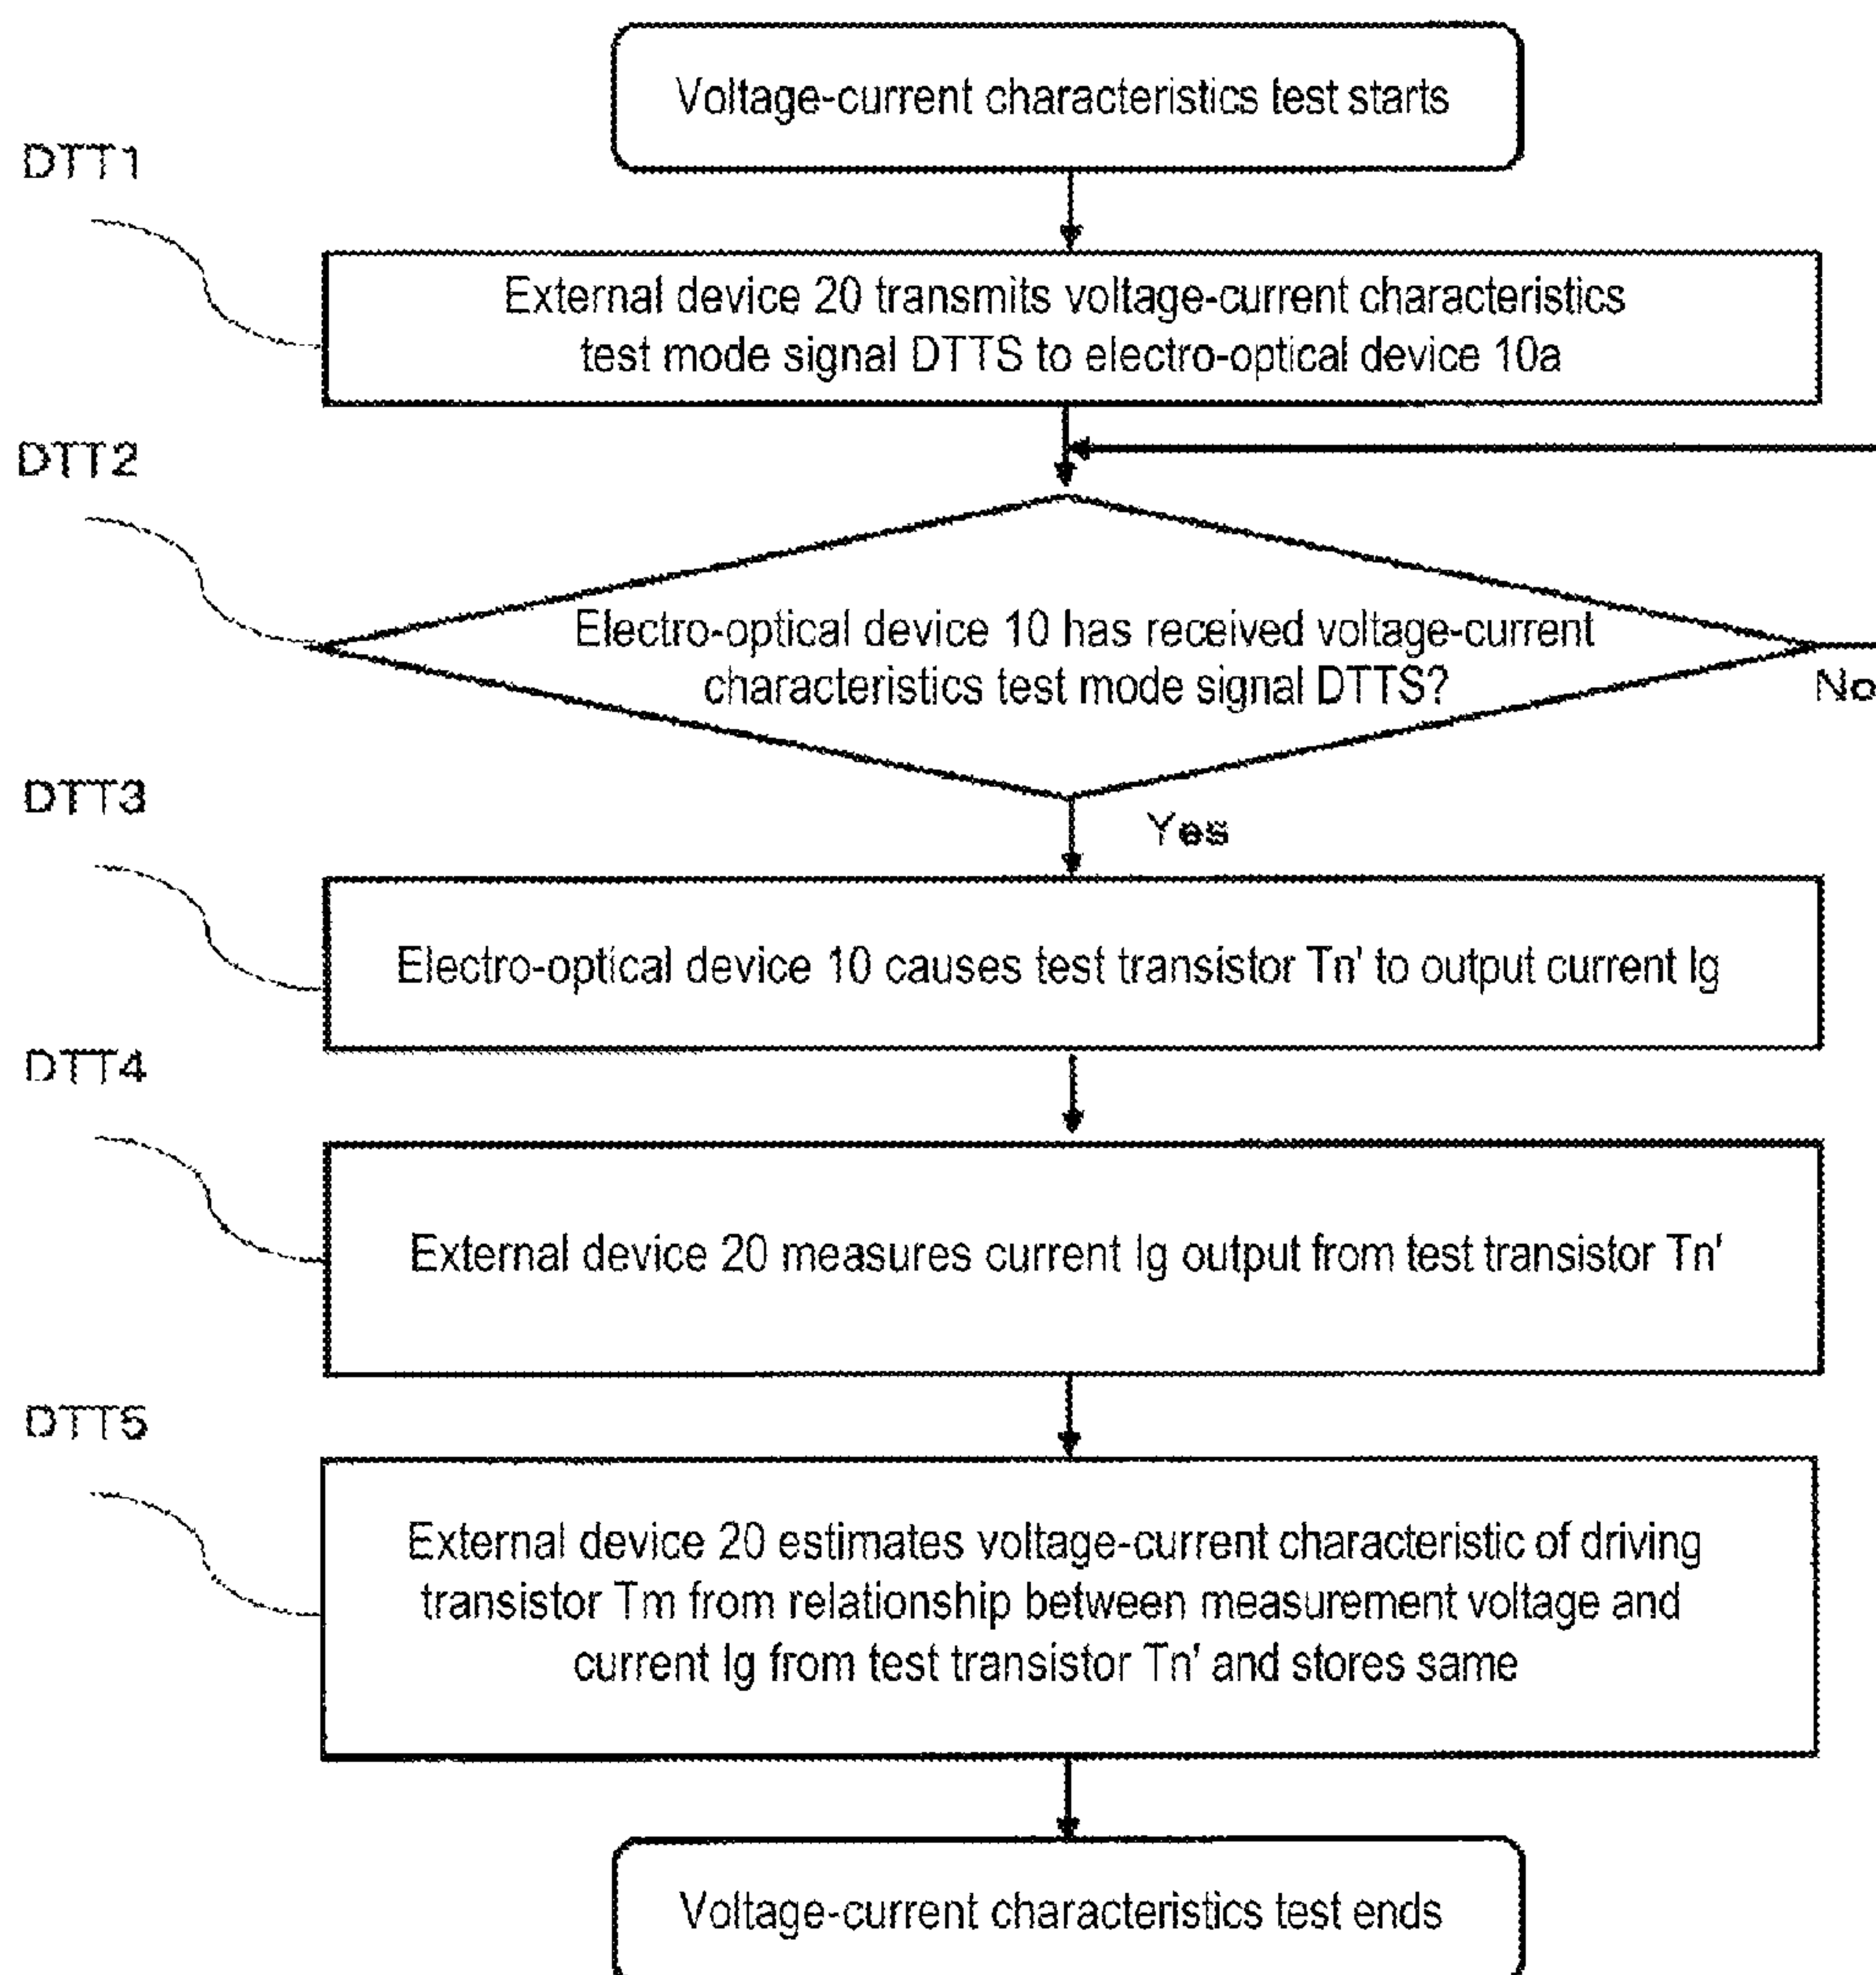 Voltage-current characteristics test starts
DTT1
External device 20 transmits voltage-current characteristics
test mode signal DTTS to electro-optical device 10a
DTT2
Electro-optical device 10 has received voltage-current
characteristics test mode signal DTTS?
No
Yes
DTT3
Electro-optical device 10 causes test transistor Tn' to output current Ig
DTT4
External device 20 measures current Ig output from test transistor Tn'
DTT5
External device 20 estimates voltage-current characteristic of driving
transistor Tm from relationship between measurement voltage and
current Ig from test transistor Tn' and stores same
Voltage-current characteristics test ends